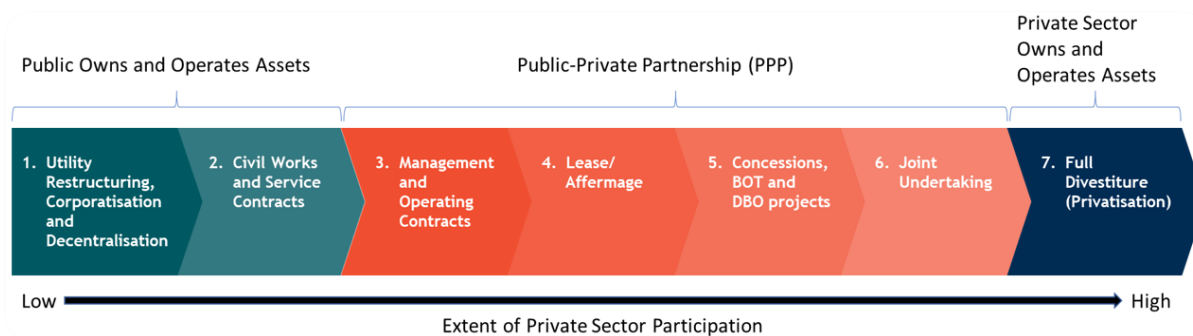 Public Owns and Operates Assets
Public-Private Partnership (PPP)
Private Sector
Owns and
Operates Assets
1. Utility
Restructuring,
Corporatisation
and
Decentralisation
2. Civil Works
and Service
Contracts
3. Management
and
Operating
Contracts
4. Lease/
Affermage
5. Concessions,
BOT and
DBO projects
6. Joint
Undertaking
7. Full
Divestiture
(Privatisation)
Low
High
Extent of Private Sector Participation